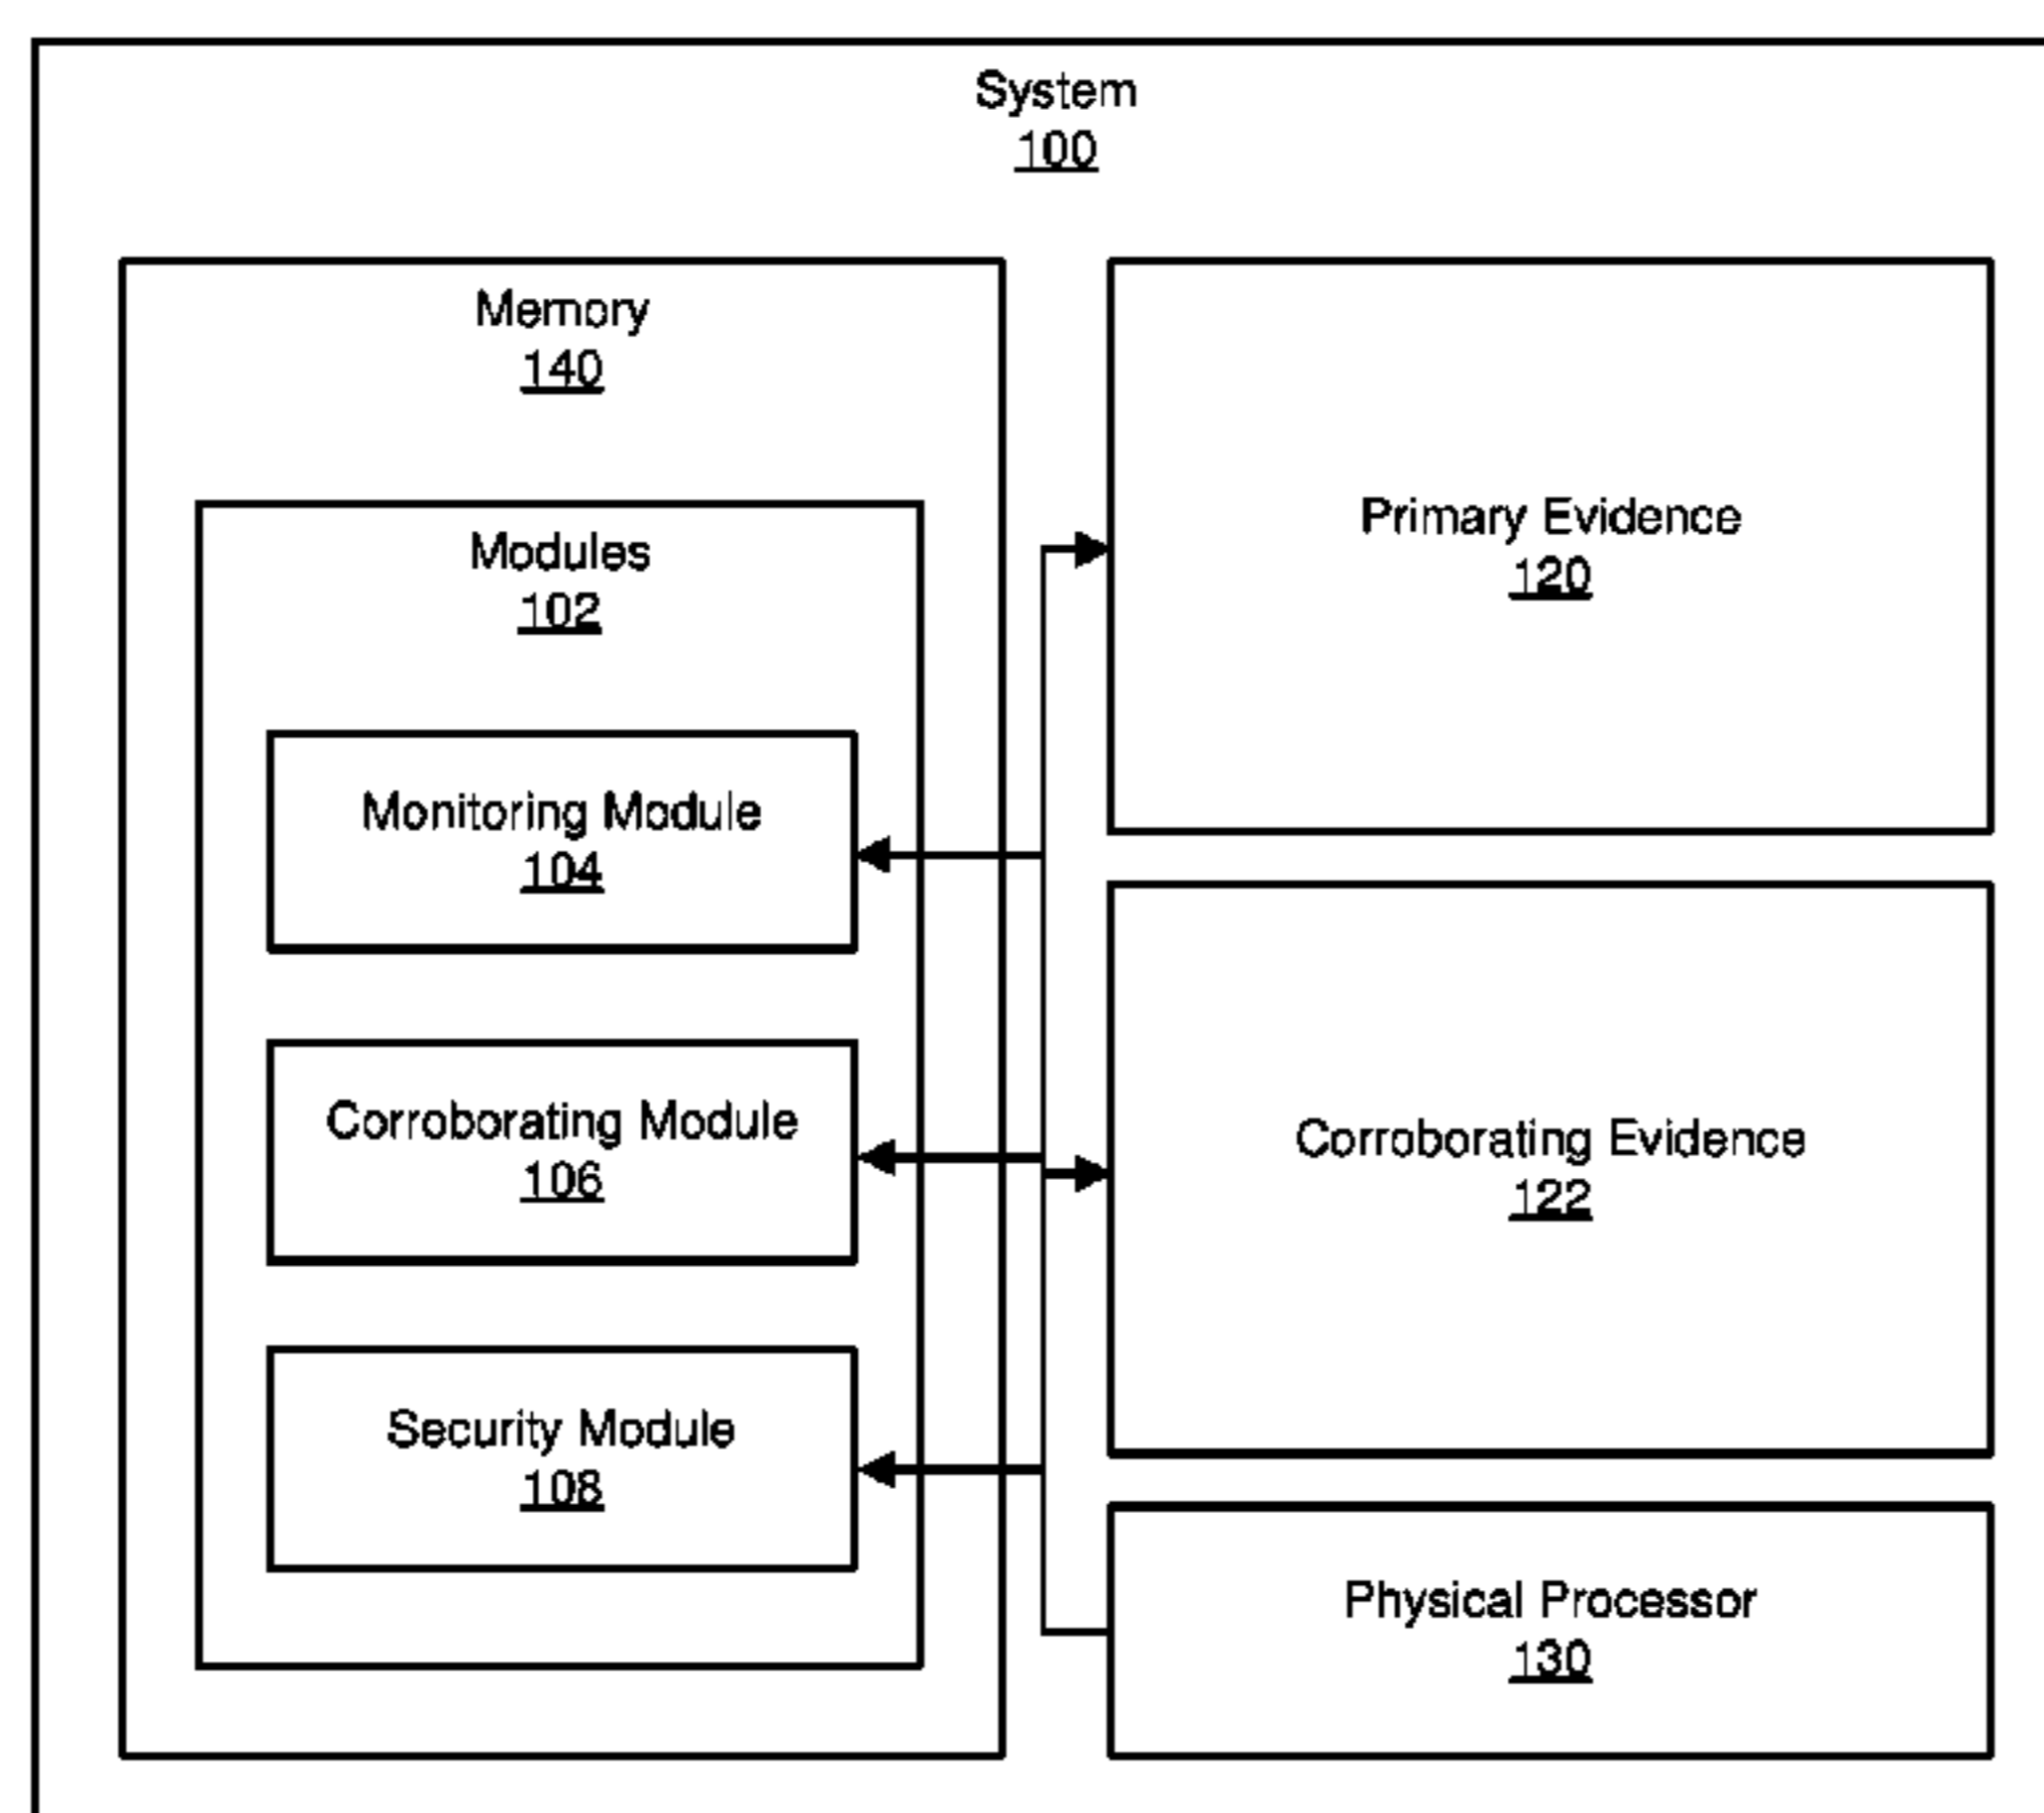 System
100
Memory
140
Modules
102
Monitoring Module
104
Corroborating Module
106
Security Module
108
Primary Evidence
120
Corroborating Evidence
122
Physical Processor
130